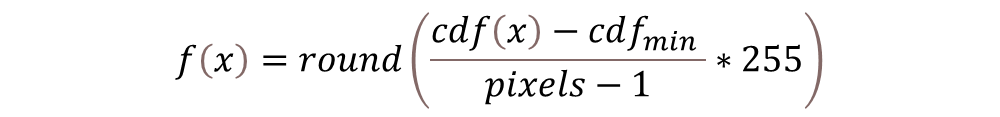 f(x) = round((cdf(x) − cdf_min)/(pixels − 1) * 255)